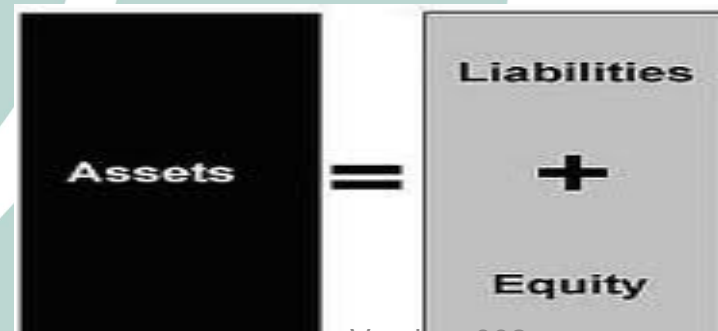 Liabilities
Assets = +
Equity